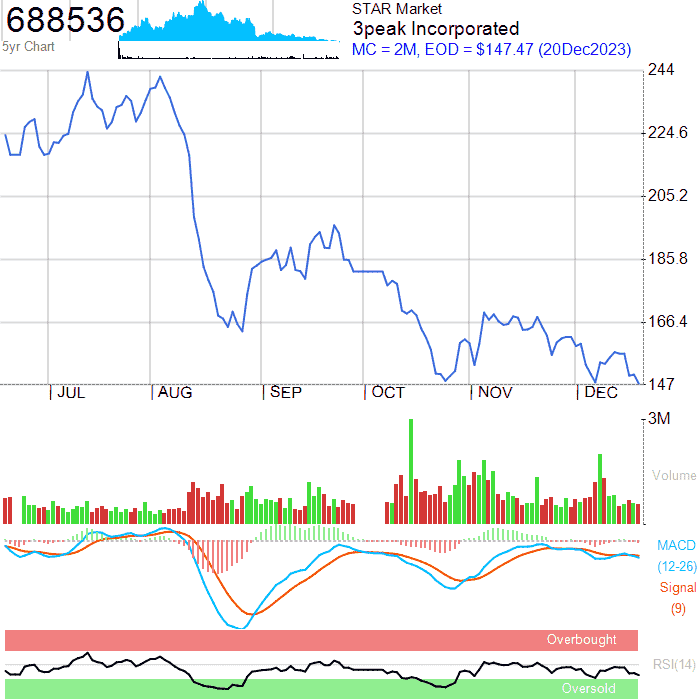 688536
5yr Chart
STAR Market
3peak Incorporated
MC = 2M, EOD = $147.47 (20Dec2023)
244
224.6
205.2
185.8
166.4
147
JUL AUG SEP OCT NOV DEC
3M
Volume
MACD
(12-26)
Signal
(9)
Overbought
RSI(14)
Oversold